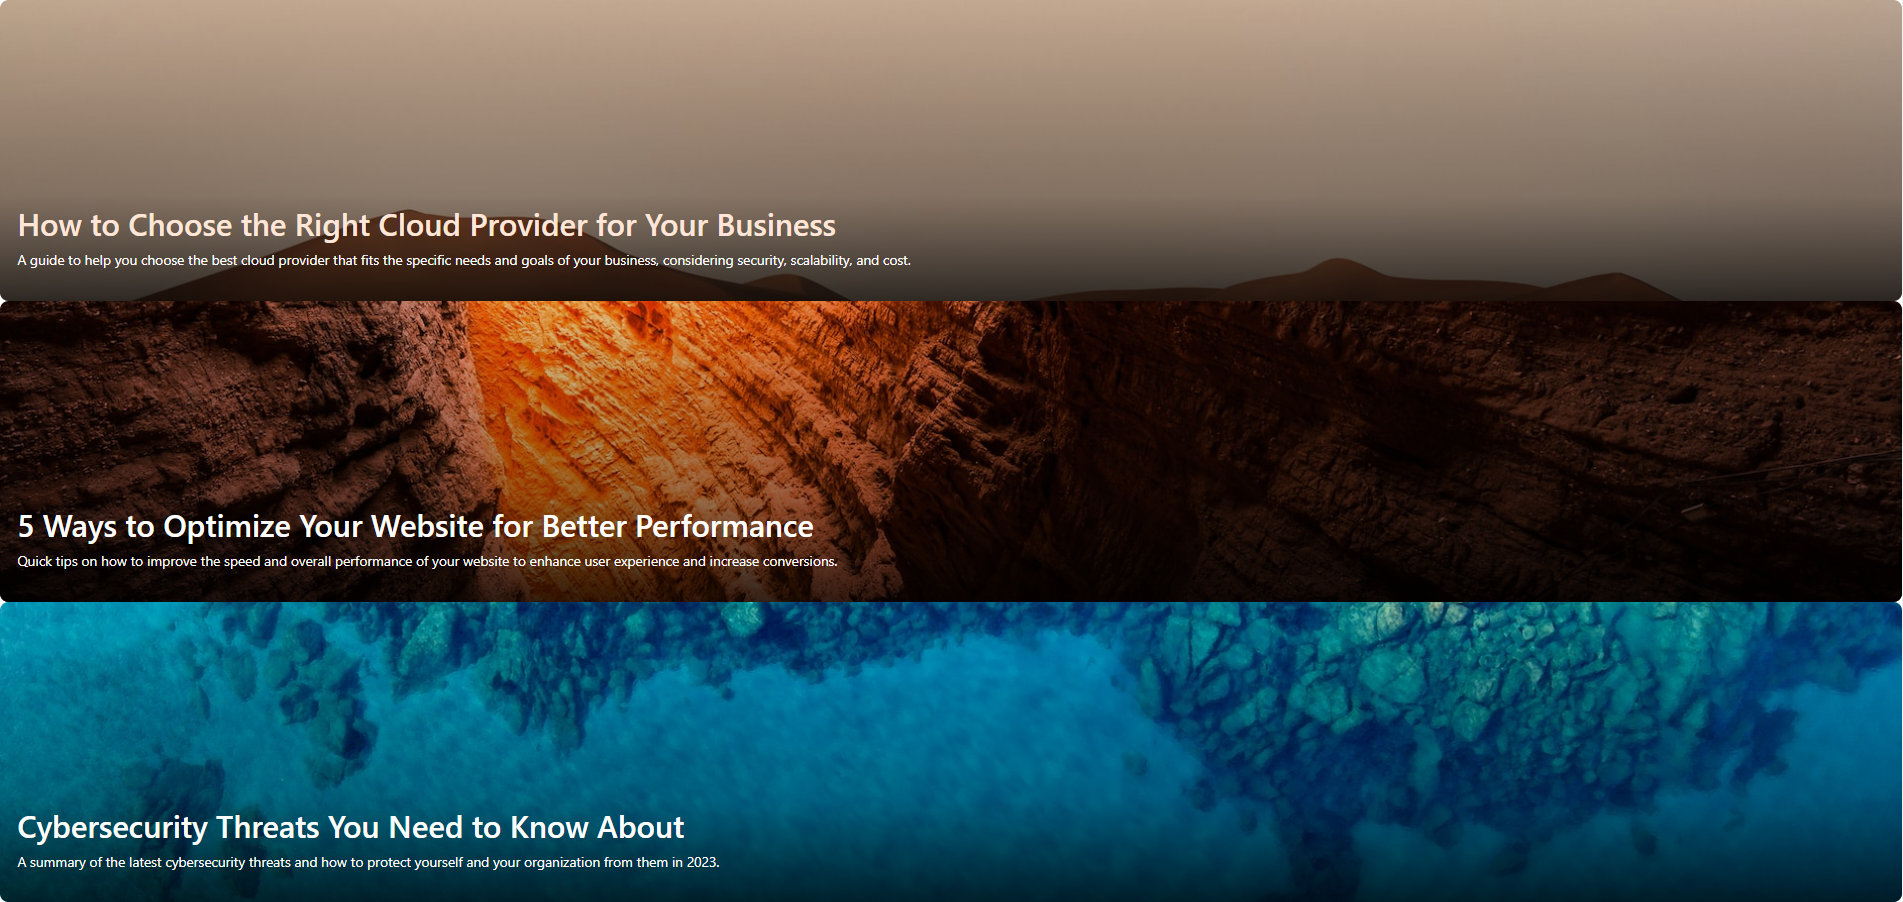 How to Choose the Right Cloud Provider for Your Business
A guide to help you choose the best cloud provider that fits the specific needs and goals of your business, considering security, scalability, and cost.
5 Ways to Optimize Your Website for Better Performance
Quick tips on how to improve the speed and overall performance of your website to enhance user experience and increase conversions.
Cybersecurity Threats You Need to Know About
A summary of the latest cybersecurity threats and how to protect yourself and your organization from them in 2023.